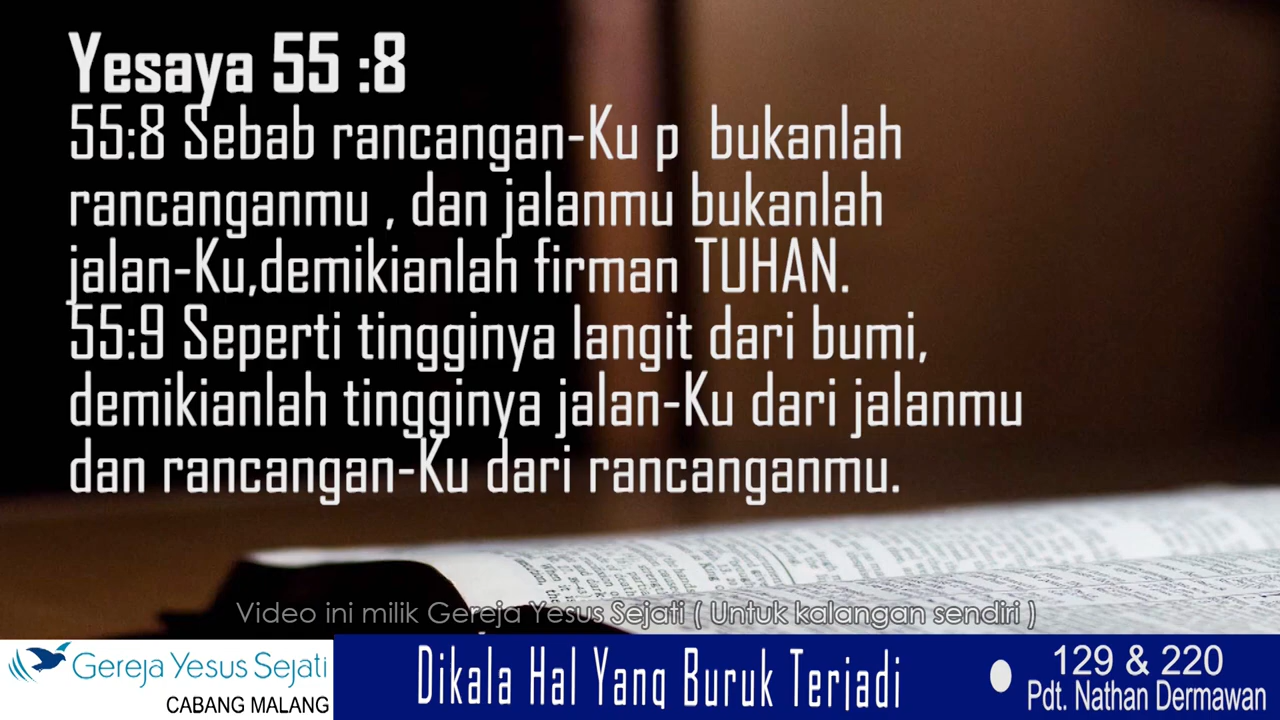 Yesaya 55 :8
55:8 Sebab rancangan-Ku p bukanlah
rancanganmu , dan jalanmu bukanlah
jalan-Ku,demikianlah firman TUHAN.
55:9 Seperti tingginya langit dari bumi,
demikianlah tingginya jalan-Ku dari jalanmu
dan rancangan-Ku dari rancanganmu.
Video ini milik Gereja Yesus Sejati ( Untuk kalangan sendiri )
Gereja Yesus Sejati
CABANG MALANG
Dikala Hal Yang Buruk Terjadi
129 & 220
Pdt. Nathan Dermawan